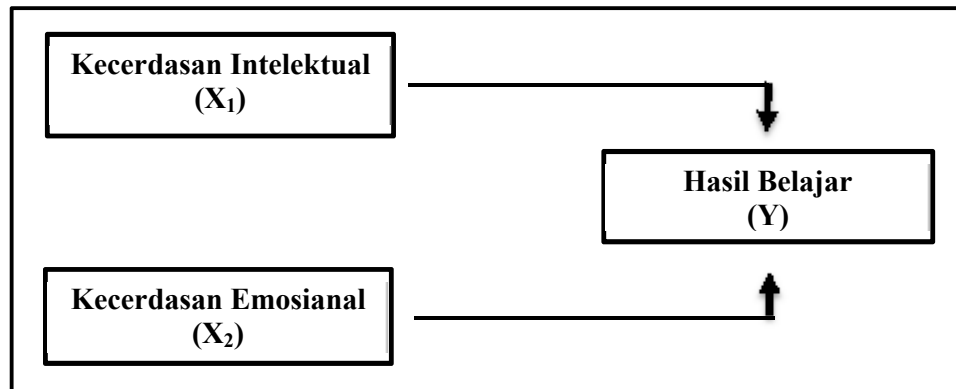 Kecerdasan Intelektual
(X₁)
Hasil Belajar
(Y)
Kecerdasan Emosianal
(X₂)